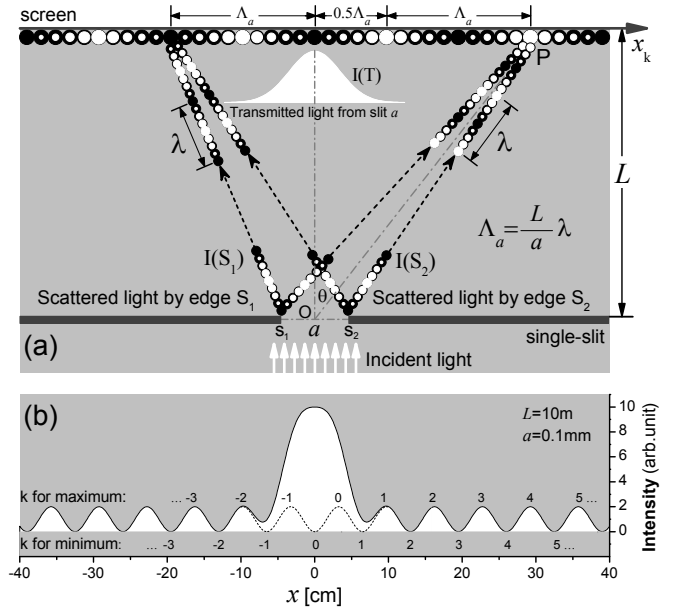 screen
Λₐ
0.5Λₐ
Λₐ
xₖ
P
I(T)
Transmitted light from slit a
λ
λ
L
Λₐ = L/a λ
I(S₁)
I(S₂)
Scattered light by edge S₁
O
θ
Scattered light by edge S₂
s₁
a
s₂
single-slit
(a)
Incident light
(b)
L=10m
a=0.1mm
10
8
6
4
2
0
Intensity (arb.unit)
k for maximum: ... -3 -2 -1 0 1 2 3 4 5 ...
k for minimum: ... -3 -2 -1 0 1 2 3 4 5 ...
-40 -30 -20 -10 0 10 20 30 40
x [cm]